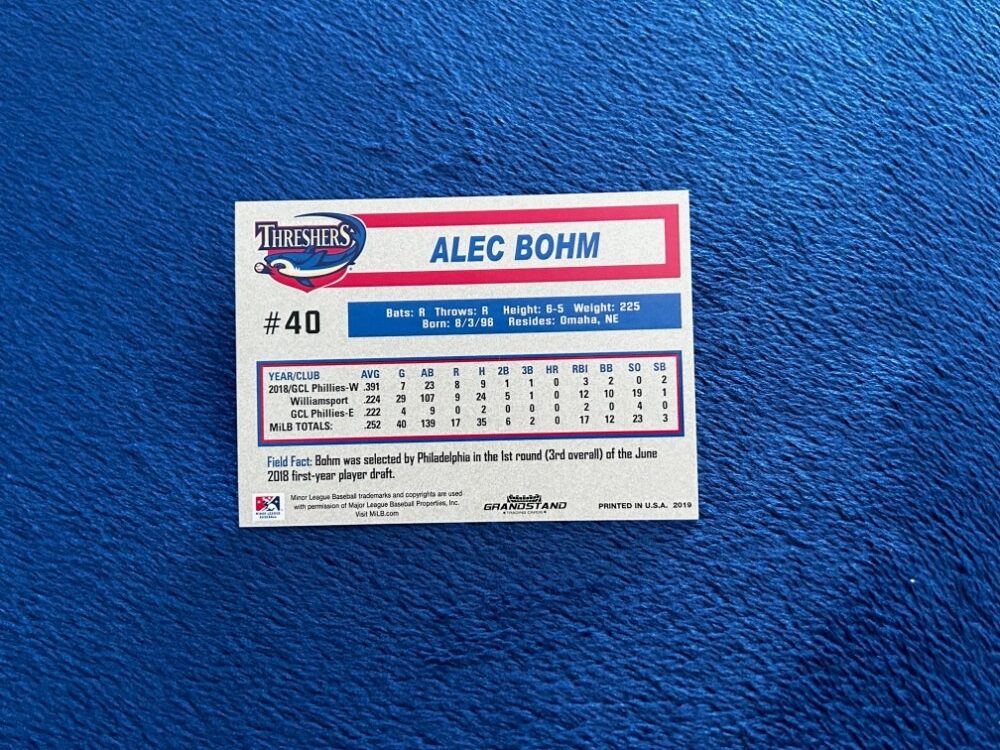 THRESHERS
ALEC BOHM
#40
Bats: R Throws: R Height: 6-5 Weight: 225
Born: 8/3/96 Resides: Omaha, NE
YEAR/CLUB AVG G AB R H 2B 3B HR RBI BB SO SB
2018/GCL Phillies-W .391 7 23 8 9 1 1 0 3 2 0 2
Williamsport .224 29 107 9 24 5 1 0 12 10 19 1
GCL Phillies-E .222 4 9 0 2 0 0 0 2 0 4 0
MiLB TOTALS: .252 40 139 17 35 6 2 0 17 12 23 3
Field Fact: Bohm was selected by Philadelphia in the 1st round (3rd overall) of the June
2018 first-year player draft.
MINOR LEAGUE
BASEBALL
Minor League Baseball trademarks and copyrights are used
with permission of Major League Baseball Properties, Inc.
Visit MiLB.com
GRANDSTAND
TRADING CARDS
PRINTED IN U.S.A. 2019